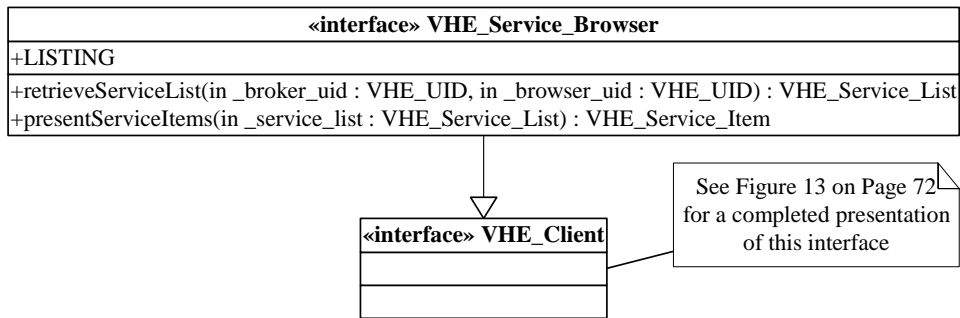 «interface» VHE_Service_Browser
+LISTING
+retrieveServiceList(in _broker_uid : VHE_UID, in _browser_uid : VHE_UID) : VHE_Service_List
+presentServiceItems(in _service_list : VHE_Service_List) : VHE_Service_Item
«interface» VHE_Client
See Figure 13 on Page 72
for a completed presentation
of this interface